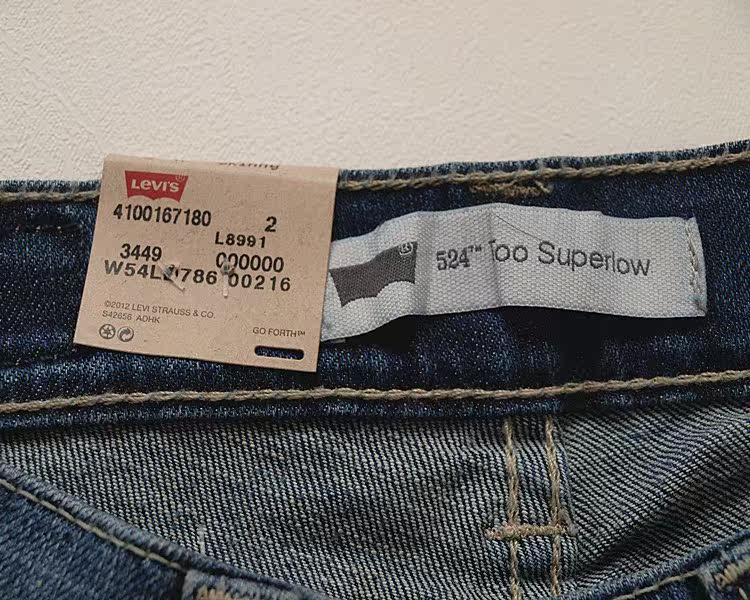 Skinny
LEVI'S
4100167180 2
L8991
3449 000000
786 00216
©2012 LEVI STRAUSS & CO.
S42656 ADHK
GO FORTH™
524™ Too Superlow